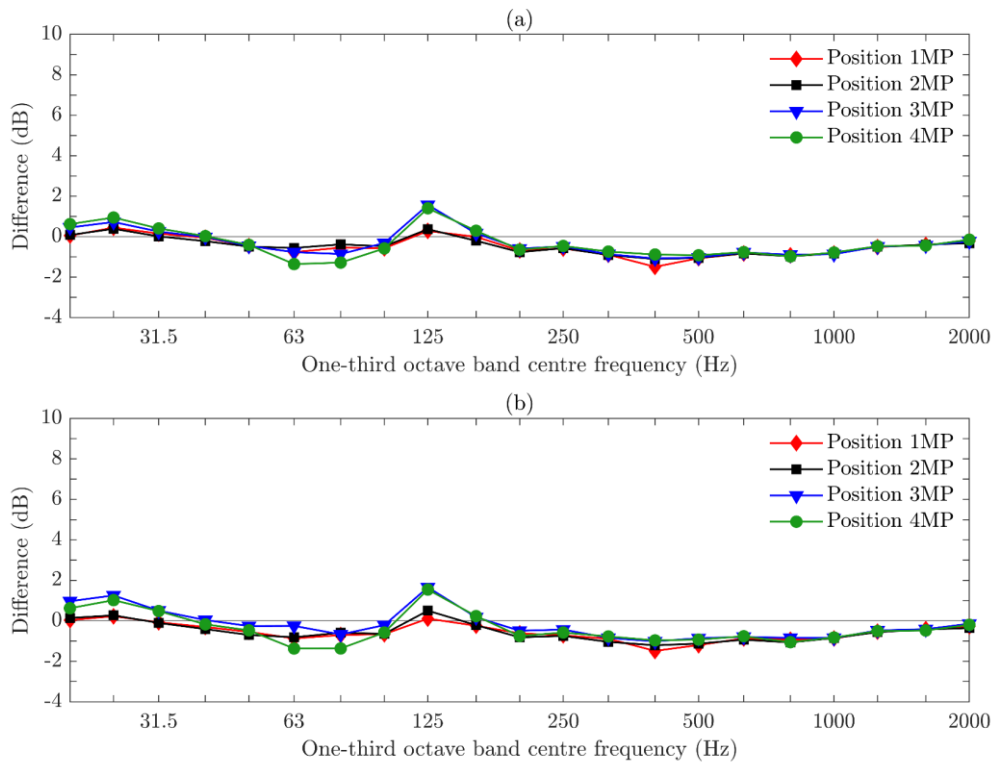 (a)
10
8
6
4
2
0
-2
-4
Difference (dB)
Position 1MP
Position 2MP
Position 3MP
Position 4MP
31.5 63 125 250 500 1000 2000
One-third octave band centre frequency (Hz)
(b)
10
8
6
4
2
0
-2
-4
Difference (dB)
Position 1MP
Position 2MP
Position 3MP
Position 4MP
31.5 63 125 250 500 1000 2000
One-third octave band centre frequency (Hz)